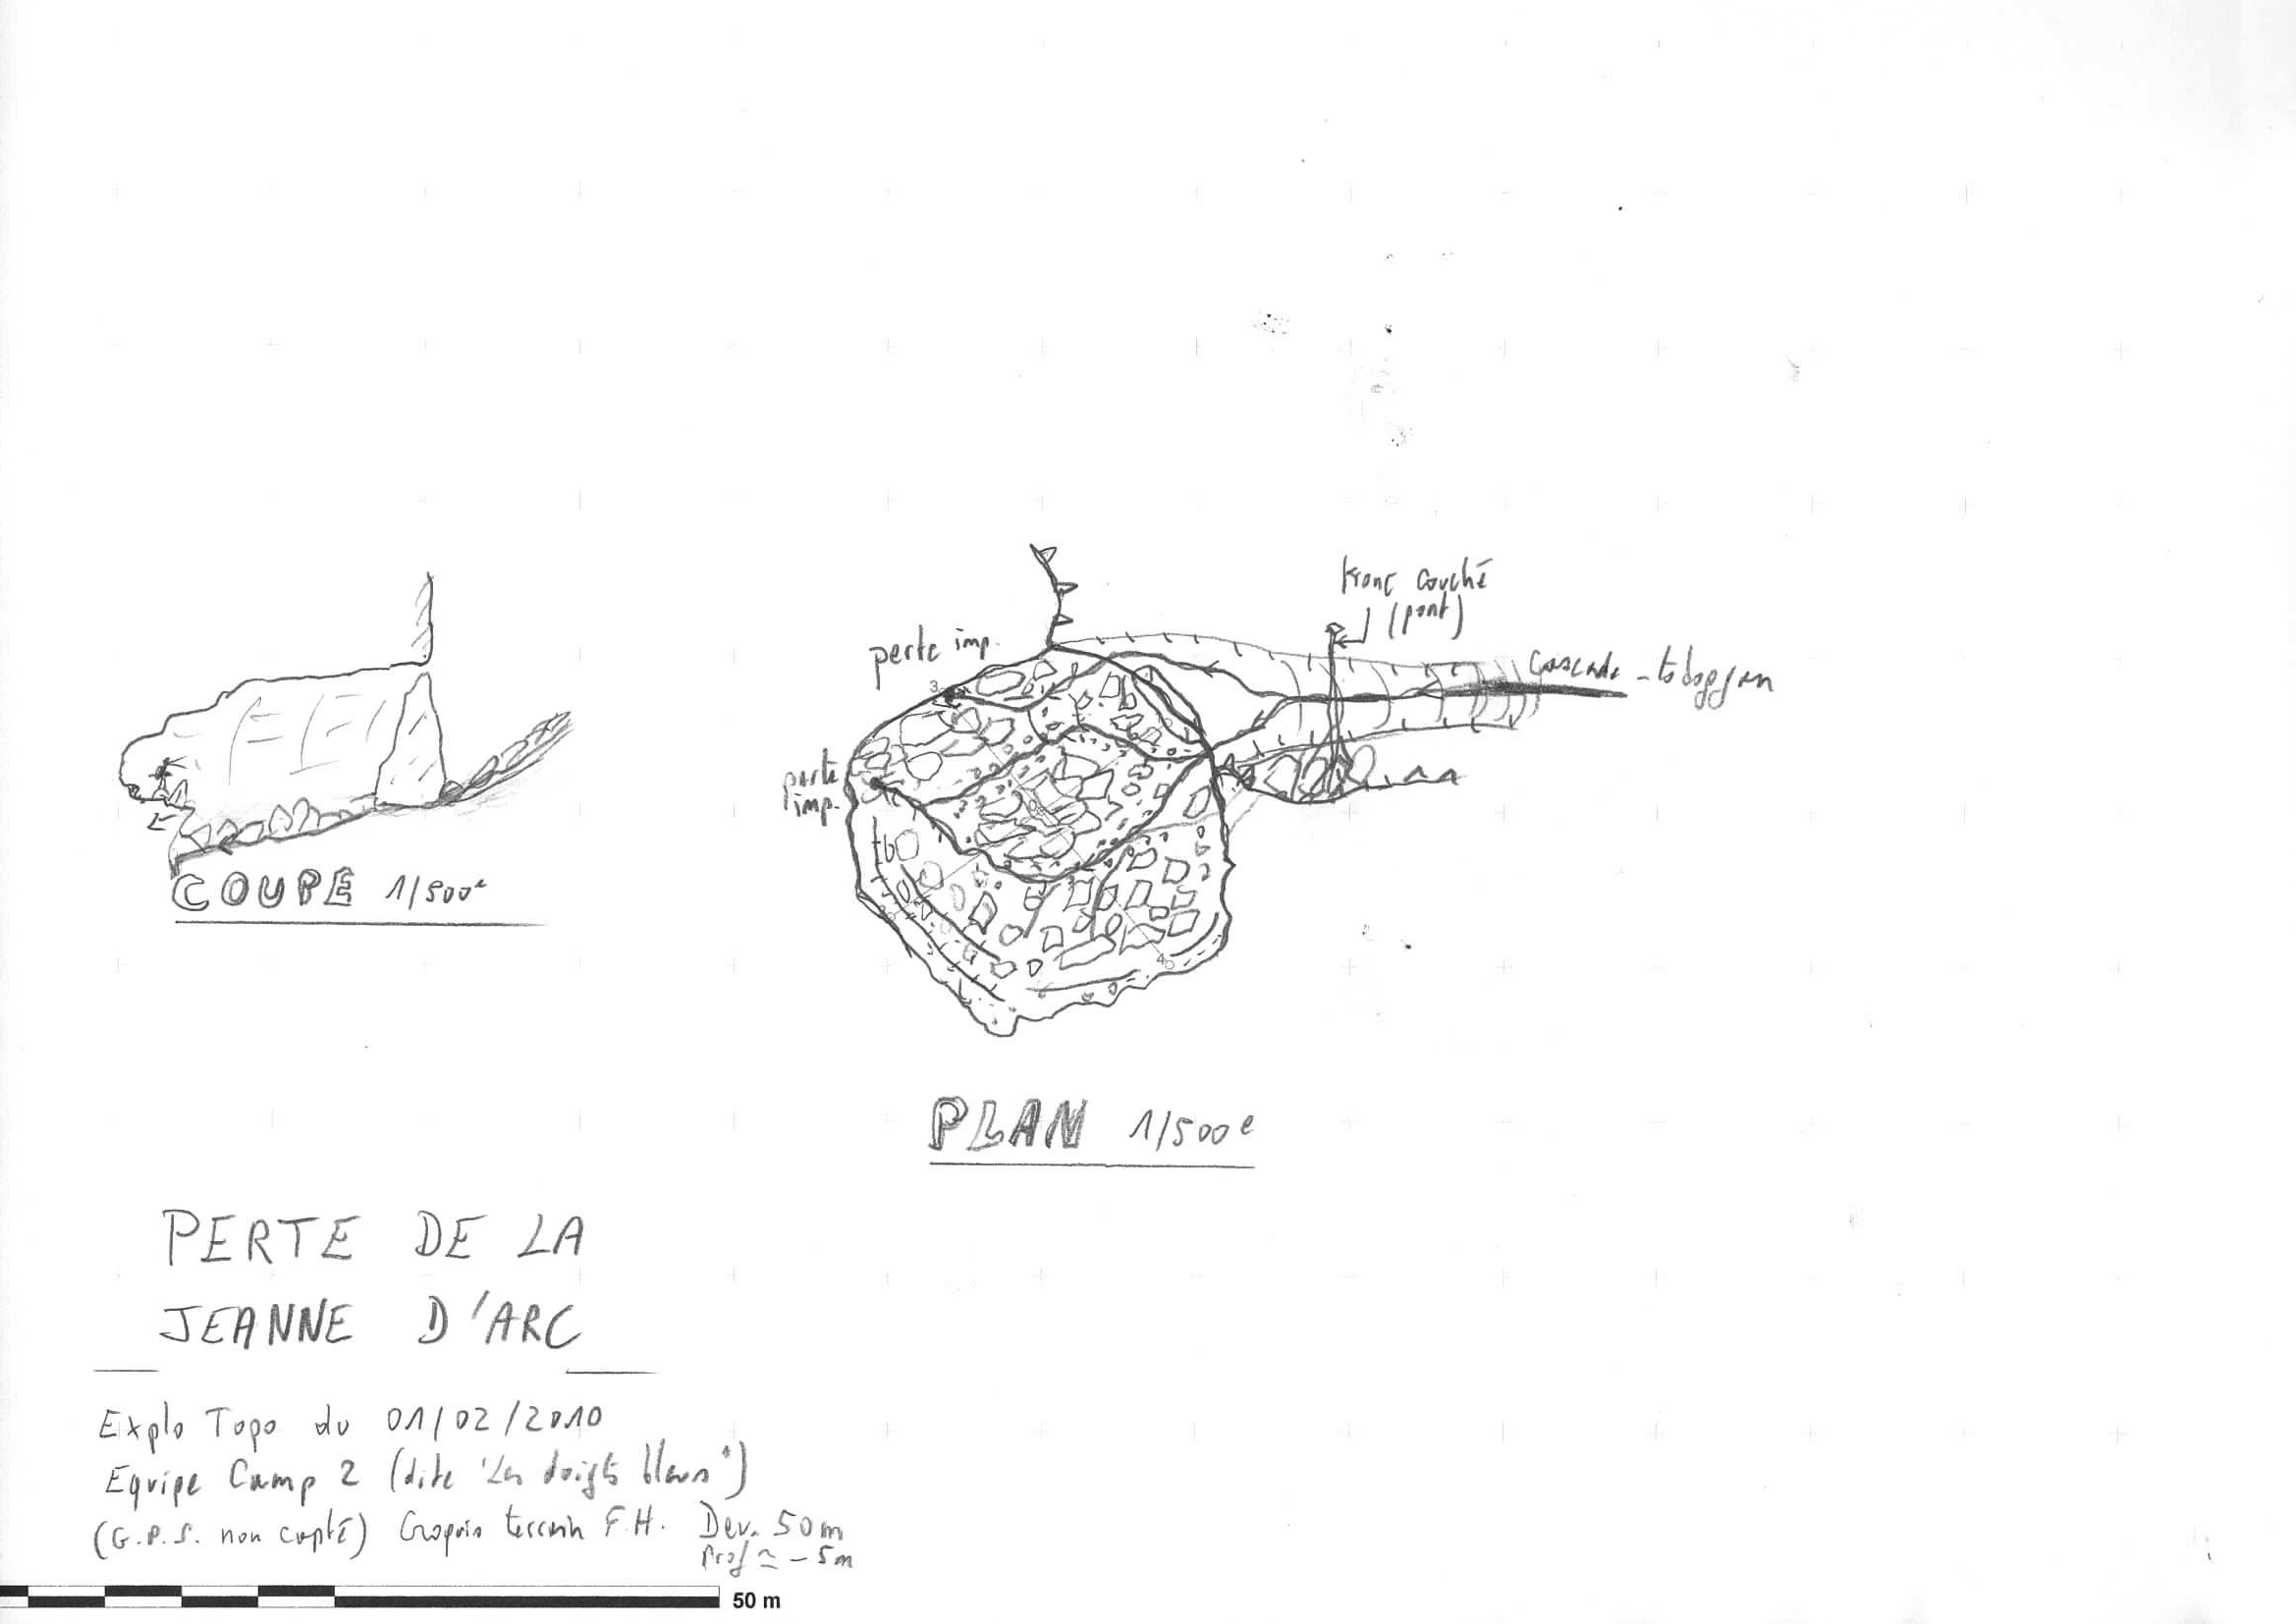 tronc couché
(pont)
perte imp.
Cascade - toboggan
3
perte
imp.
COUPE 1/500e
PLAN 1/500e
PERTE DE LA
JEANNE D'ARC
Explo Topo du 01/02/2010
Equipe Camp 2 (dite "Les doigts bleus")
(G.P.S. non capté) Croquis terrain F.H. Dev. 50m
Prof ≃ -5m
50 m